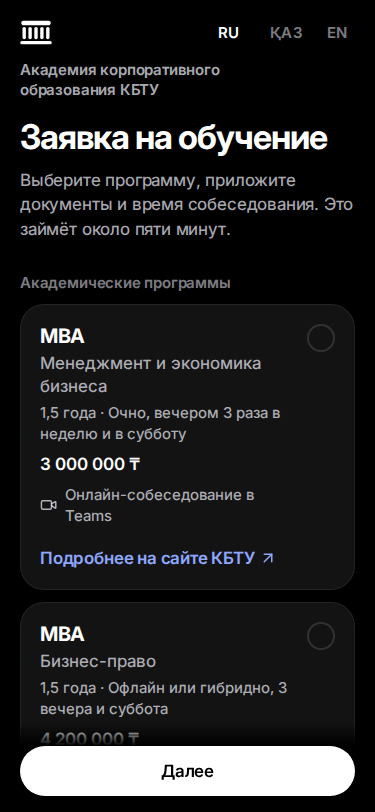 RU ҚАЗ EN
Академия корпоративного
образования КБТУ
Заявка на обучение
Выберите программу, приложите
документы и время собеседования. Это
займёт около пяти минут.
Академические программы
MBA
Менеджмент и экономика
бизнеса
1,5 года · Очно, вечером 3 раза в
неделю и в субботу
3 000 000 ₸
Онлайн-собеседование в
Teams
Подробнее на сайте КБТУ
MBA
Бизнес-право
1,5 года · Офлайн или гибридно, 3
вечера и суббота
4 200 000 ₸
Далее